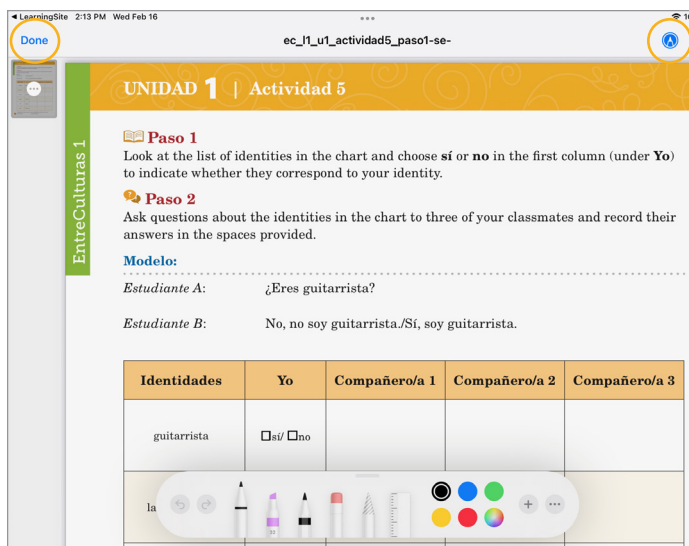 ◄ LearningSite 2:13 PM Wed Feb 16
Done
ec_l1_u1_actividad5_paso1-se-
UNIDAD 1 | Actividad 5
EntreCulturas 1
Paso 1
Look at the list of identities in the chart and choose sí or no in the first column (under Yo)
to indicate whether they correspond to your identity.
Paso 2
Ask questions about the identities in the chart to three of your classmates and record their
answers in the spaces provided.
Modelo:
Estudiante A: ¿Eres guitarrista?
Estudiante B: No, no soy guitarrista./Sí, soy guitarrista.
Identidades Yo Compañero/a 1 Compañero/a 2 Compañero/a 3
guitarrista ☐sí/ ☐no
la